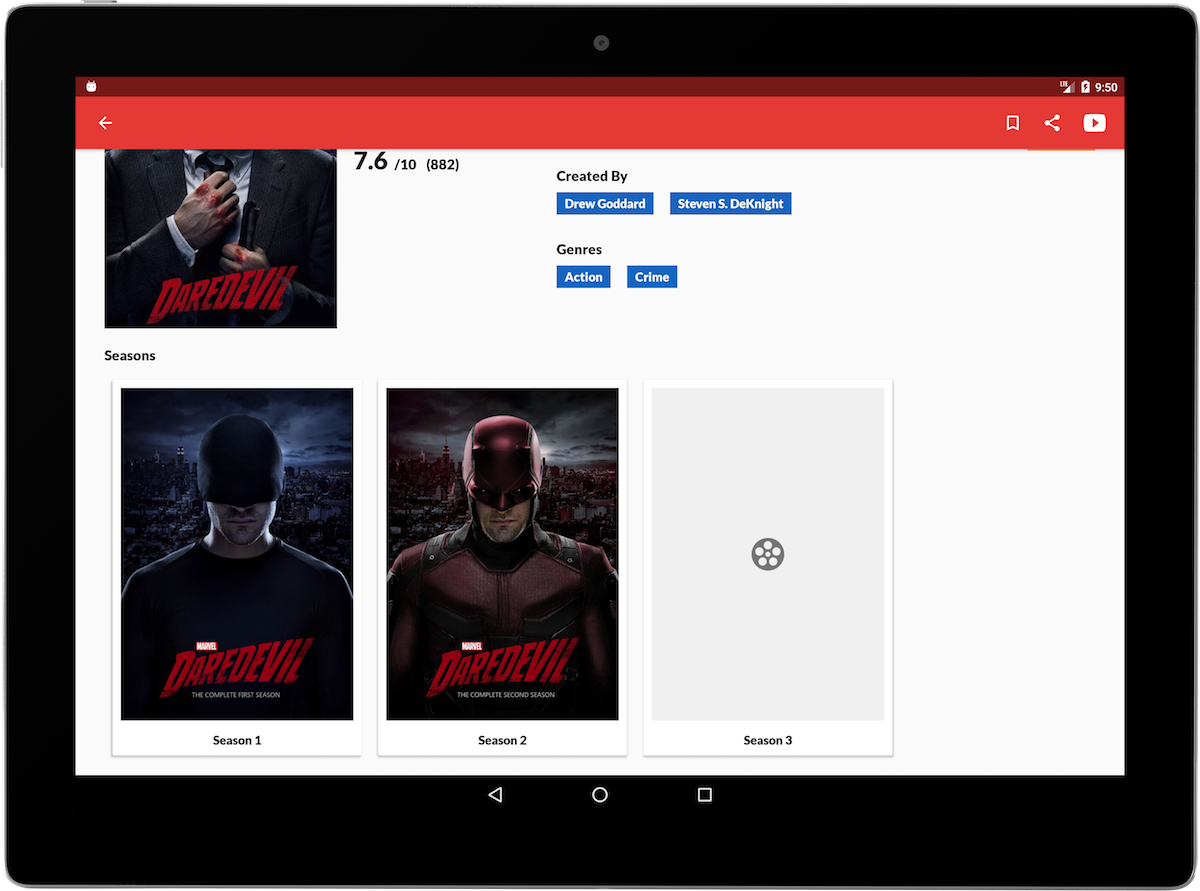 LTE 9:50
7.6 /10 (882)
Created By
Drew Goddard Steven S. DeKnight
Genres
Action Crime
DAREDEVIL
Seasons
MARVEL
DAREDEVIL
THE COMPLETE FIRST SEASON
Season 1
MARVEL
DAREDEVIL
THE COMPLETE SECOND SEASON
Season 2
Season 3